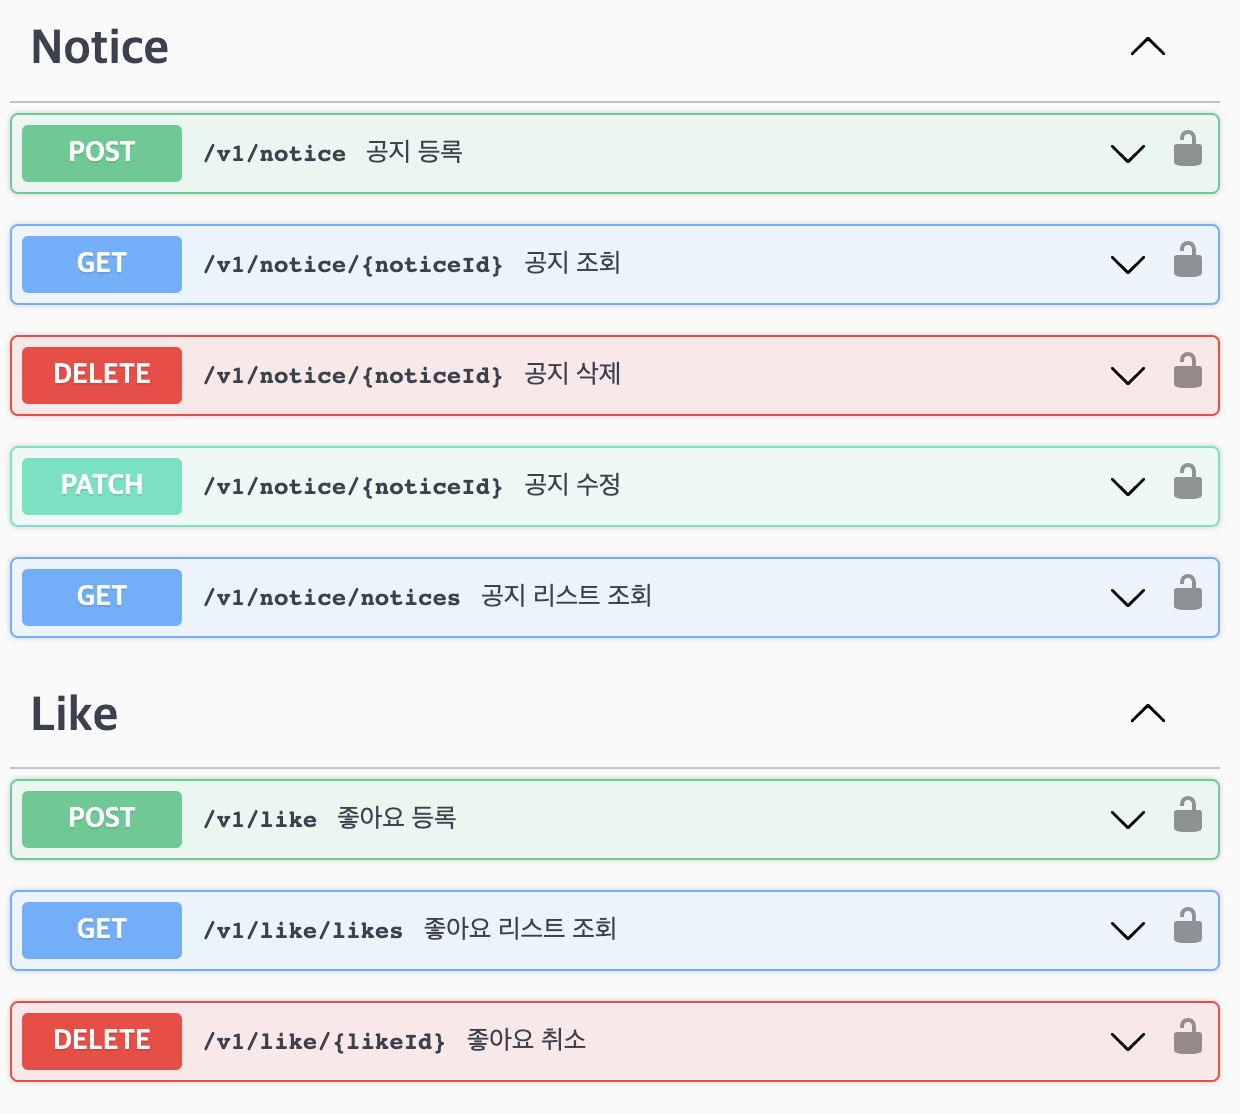 Notice
POST /v1/notice 공지 등록
GET /v1/notice/{noticeId} 공지 조회
DELETE /v1/notice/{noticeId} 공지 삭제
PATCH /v1/notice/{noticeId} 공지 수정
GET /v1/notice/notices 공지 리스트 조회
Like
POST /v1/like 좋아요 등록
GET /v1/like/likes 좋아요 리스트 조회
DELETE /v1/like/{likeId} 좋아요 취소